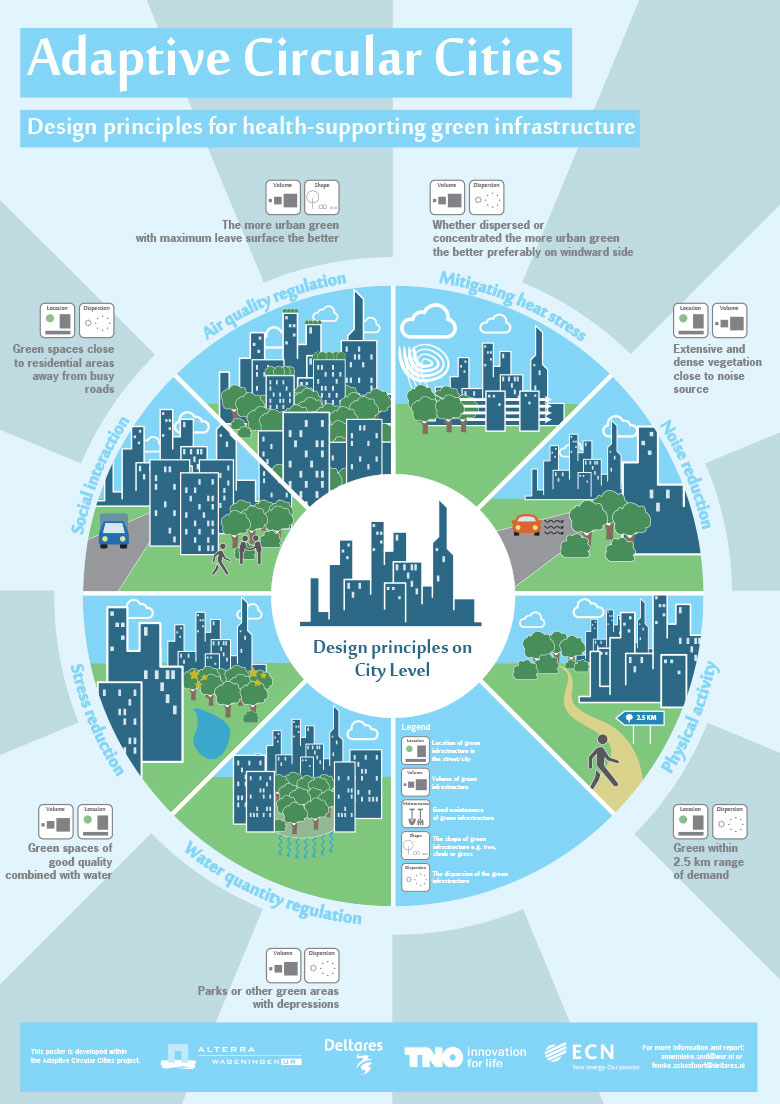 Adaptive Circular Cities
Design principles for health-supporting green infrastructure
Volume
Shape
The more urban green
with maximum leave surface the better
Volume
Dispersion
Whether dispersed or
concentrated the more urban green
the better preferably on windward side
Location
Dispersion
Green spaces close
to residential areas
away from busy
roads
Location
Volume
Extensive and
dense vegetation
close to noise
source
Air quality regulation
Mitigating heat stress
Social interaction
Noise reduction
Design principles on
City Level
Stress reduction
Physical activity
2.5 KM
Water quantity regulation
Legend
Location
Location of green
infrastructure in
the street/city
Volume
Volume of green
infrastructure
Maintenance
Good maintenance
of green infrastructure
Shape
The shape of green
infrastructure e.g. tree,
shrub or grass
Dispersion
The dispersion of the green
infrastructure
Volume
Location
Green spaces of
good quality
combined with water
Location
Dispersion
Green within
2.5 km range
of demand
Volume
Dispersion
Parks or other green areas
with depressions
This poster is developed within
the Adaptive Circular Cities project.
ALTERRA
WAGENINGEN UR
Deltares
TNO innovation
for life
ECN
Your energy. Our passion
For more information and report:
annemieke.smit@wur.nl or
femke.schasfoort@deltares.nl